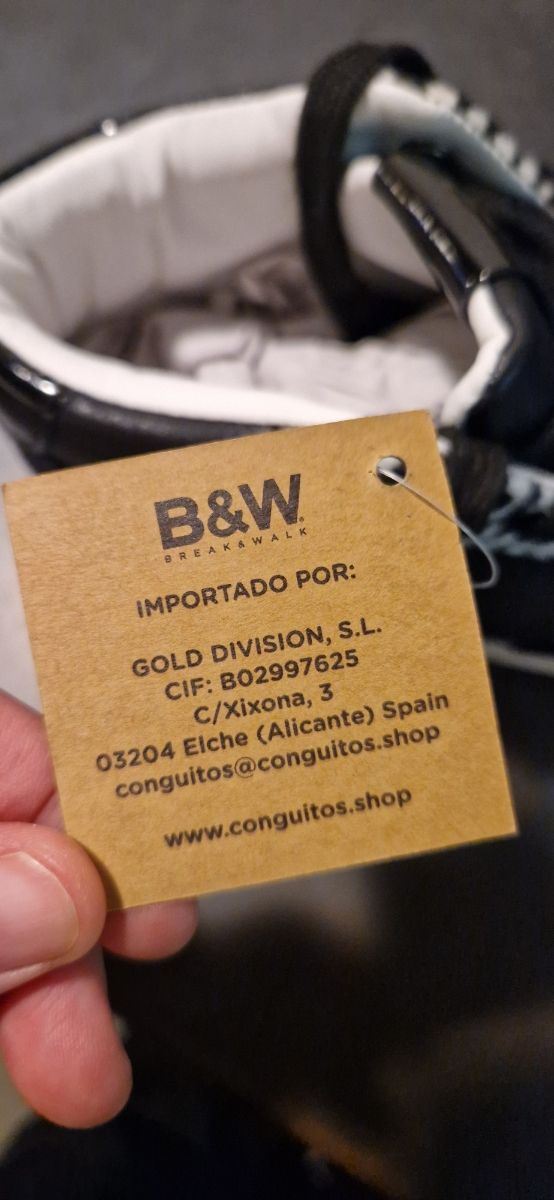 B&W
BREAK&WALK
IMPORTADO POR:
GOLD DIVISION, S.L.
CIF: B02997625
C/Xixona, 3
03204 Elche (Alicante) Spain
conguitos@conguitos.shop
www.conguitos.shop